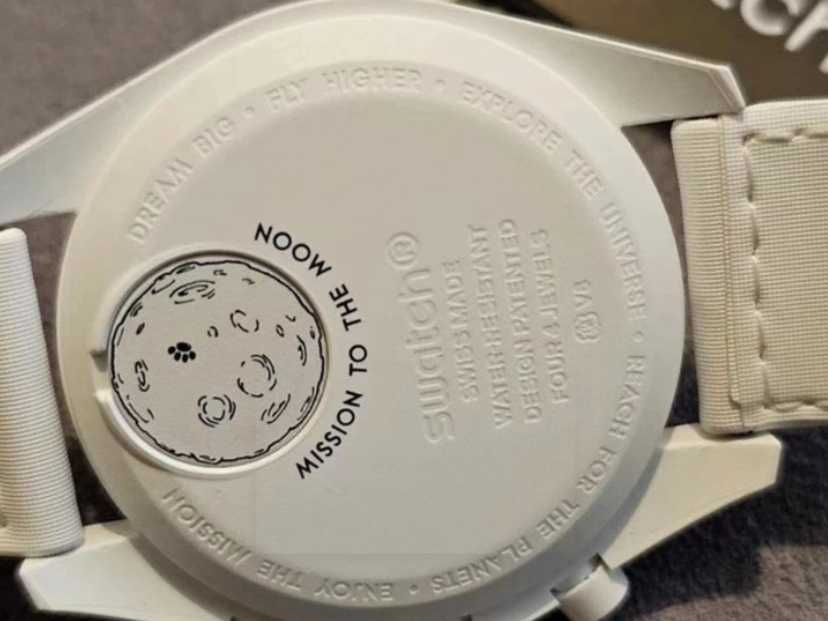 DREAM BIG • FLY HIGHER • EXPLORE THE UNIVERSE • REACH FOR THE PLANETS • ENJOY THE MISSION
MISSION TO THE MOON
swatch®
SWISS MADE
WATER-RESISTANT
DESIGN PATENTED
FOUR 4 JEWELS
V8